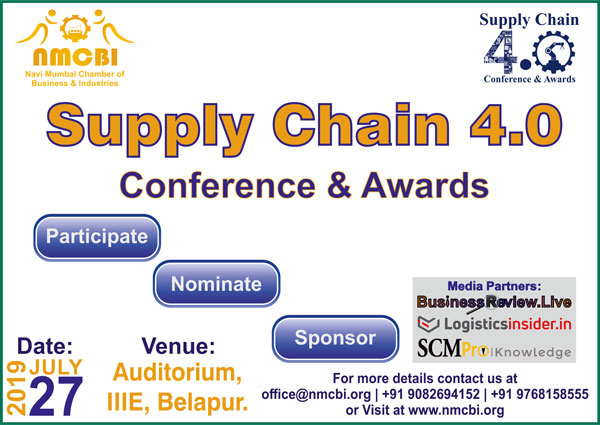 NMCBI
Navi Mumbai Chamber of
Business & Industries
Supply Chain
4.0
Conference & Awards
Supply Chain 4.0
Conference & Awards
Participate
Nominate
Sponsor
Media Partners:
BusinessReview.Live
Logisticsinsider.in
SCMPro Knowledge
Date:
2019 JULY
27
Venue:
Auditorium,
IIIE, Belapur.
For more details contact us at
office@nmcbi.org | +91 9082694152 | +91 9768158555
or Visit at www.nmcbi.org